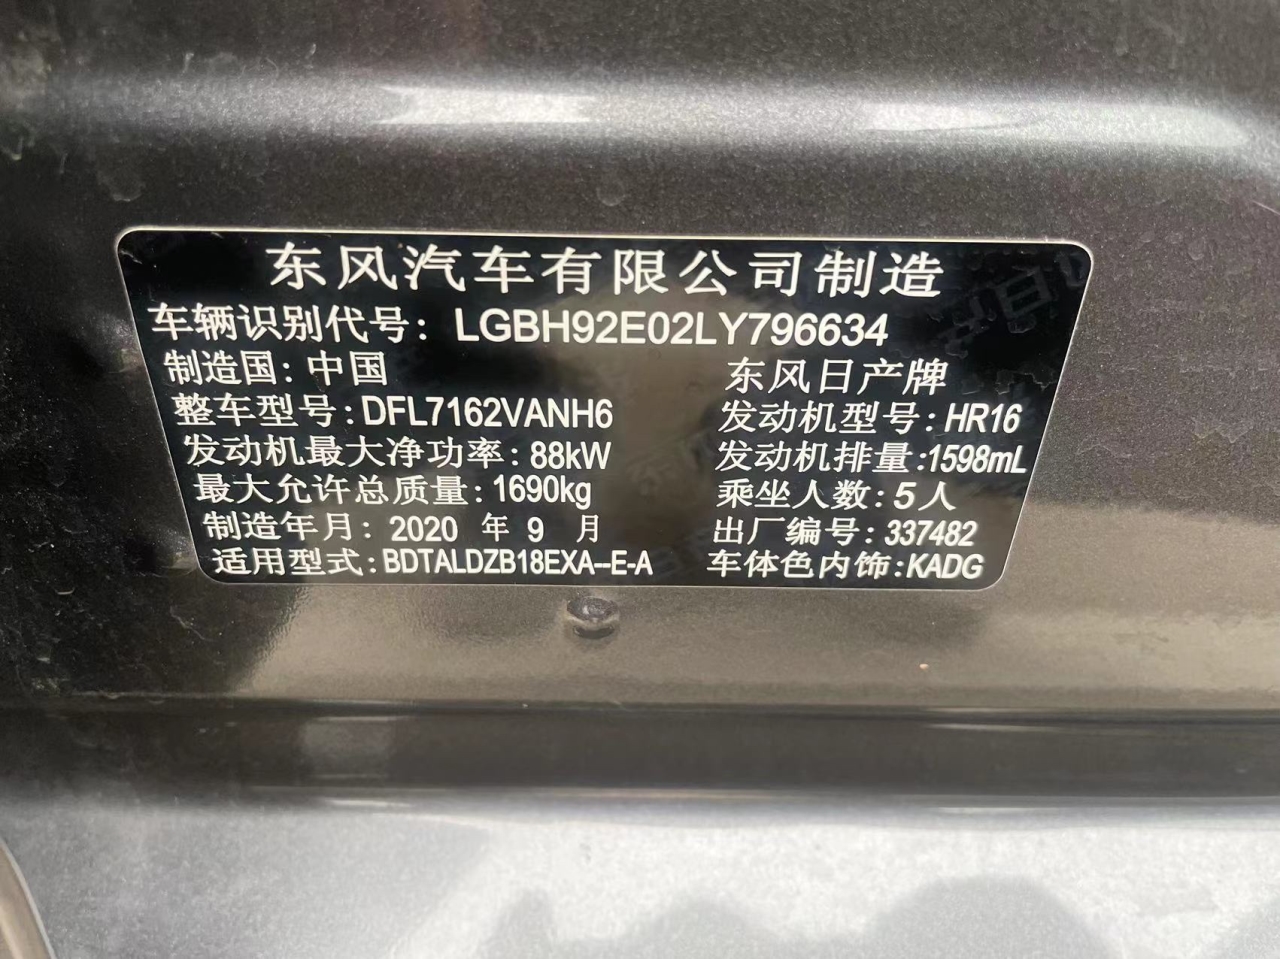 东风汽车有限公司制造
车辆识别代号: LGBH92E02LY796634
制造国: 中国 东风日产牌
整车型号: DFL7162VANH6 发动机型号: HR16
发动机最大净功率: 88kW 发动机排量: 1598mL
最大允许总质量: 1690kg 乘坐人数: 5人
制造年月: 2020 年 9 月 出厂编号: 337482
适用型式: BDTALDZB18EXA--E-A 车体色内饰: KADG